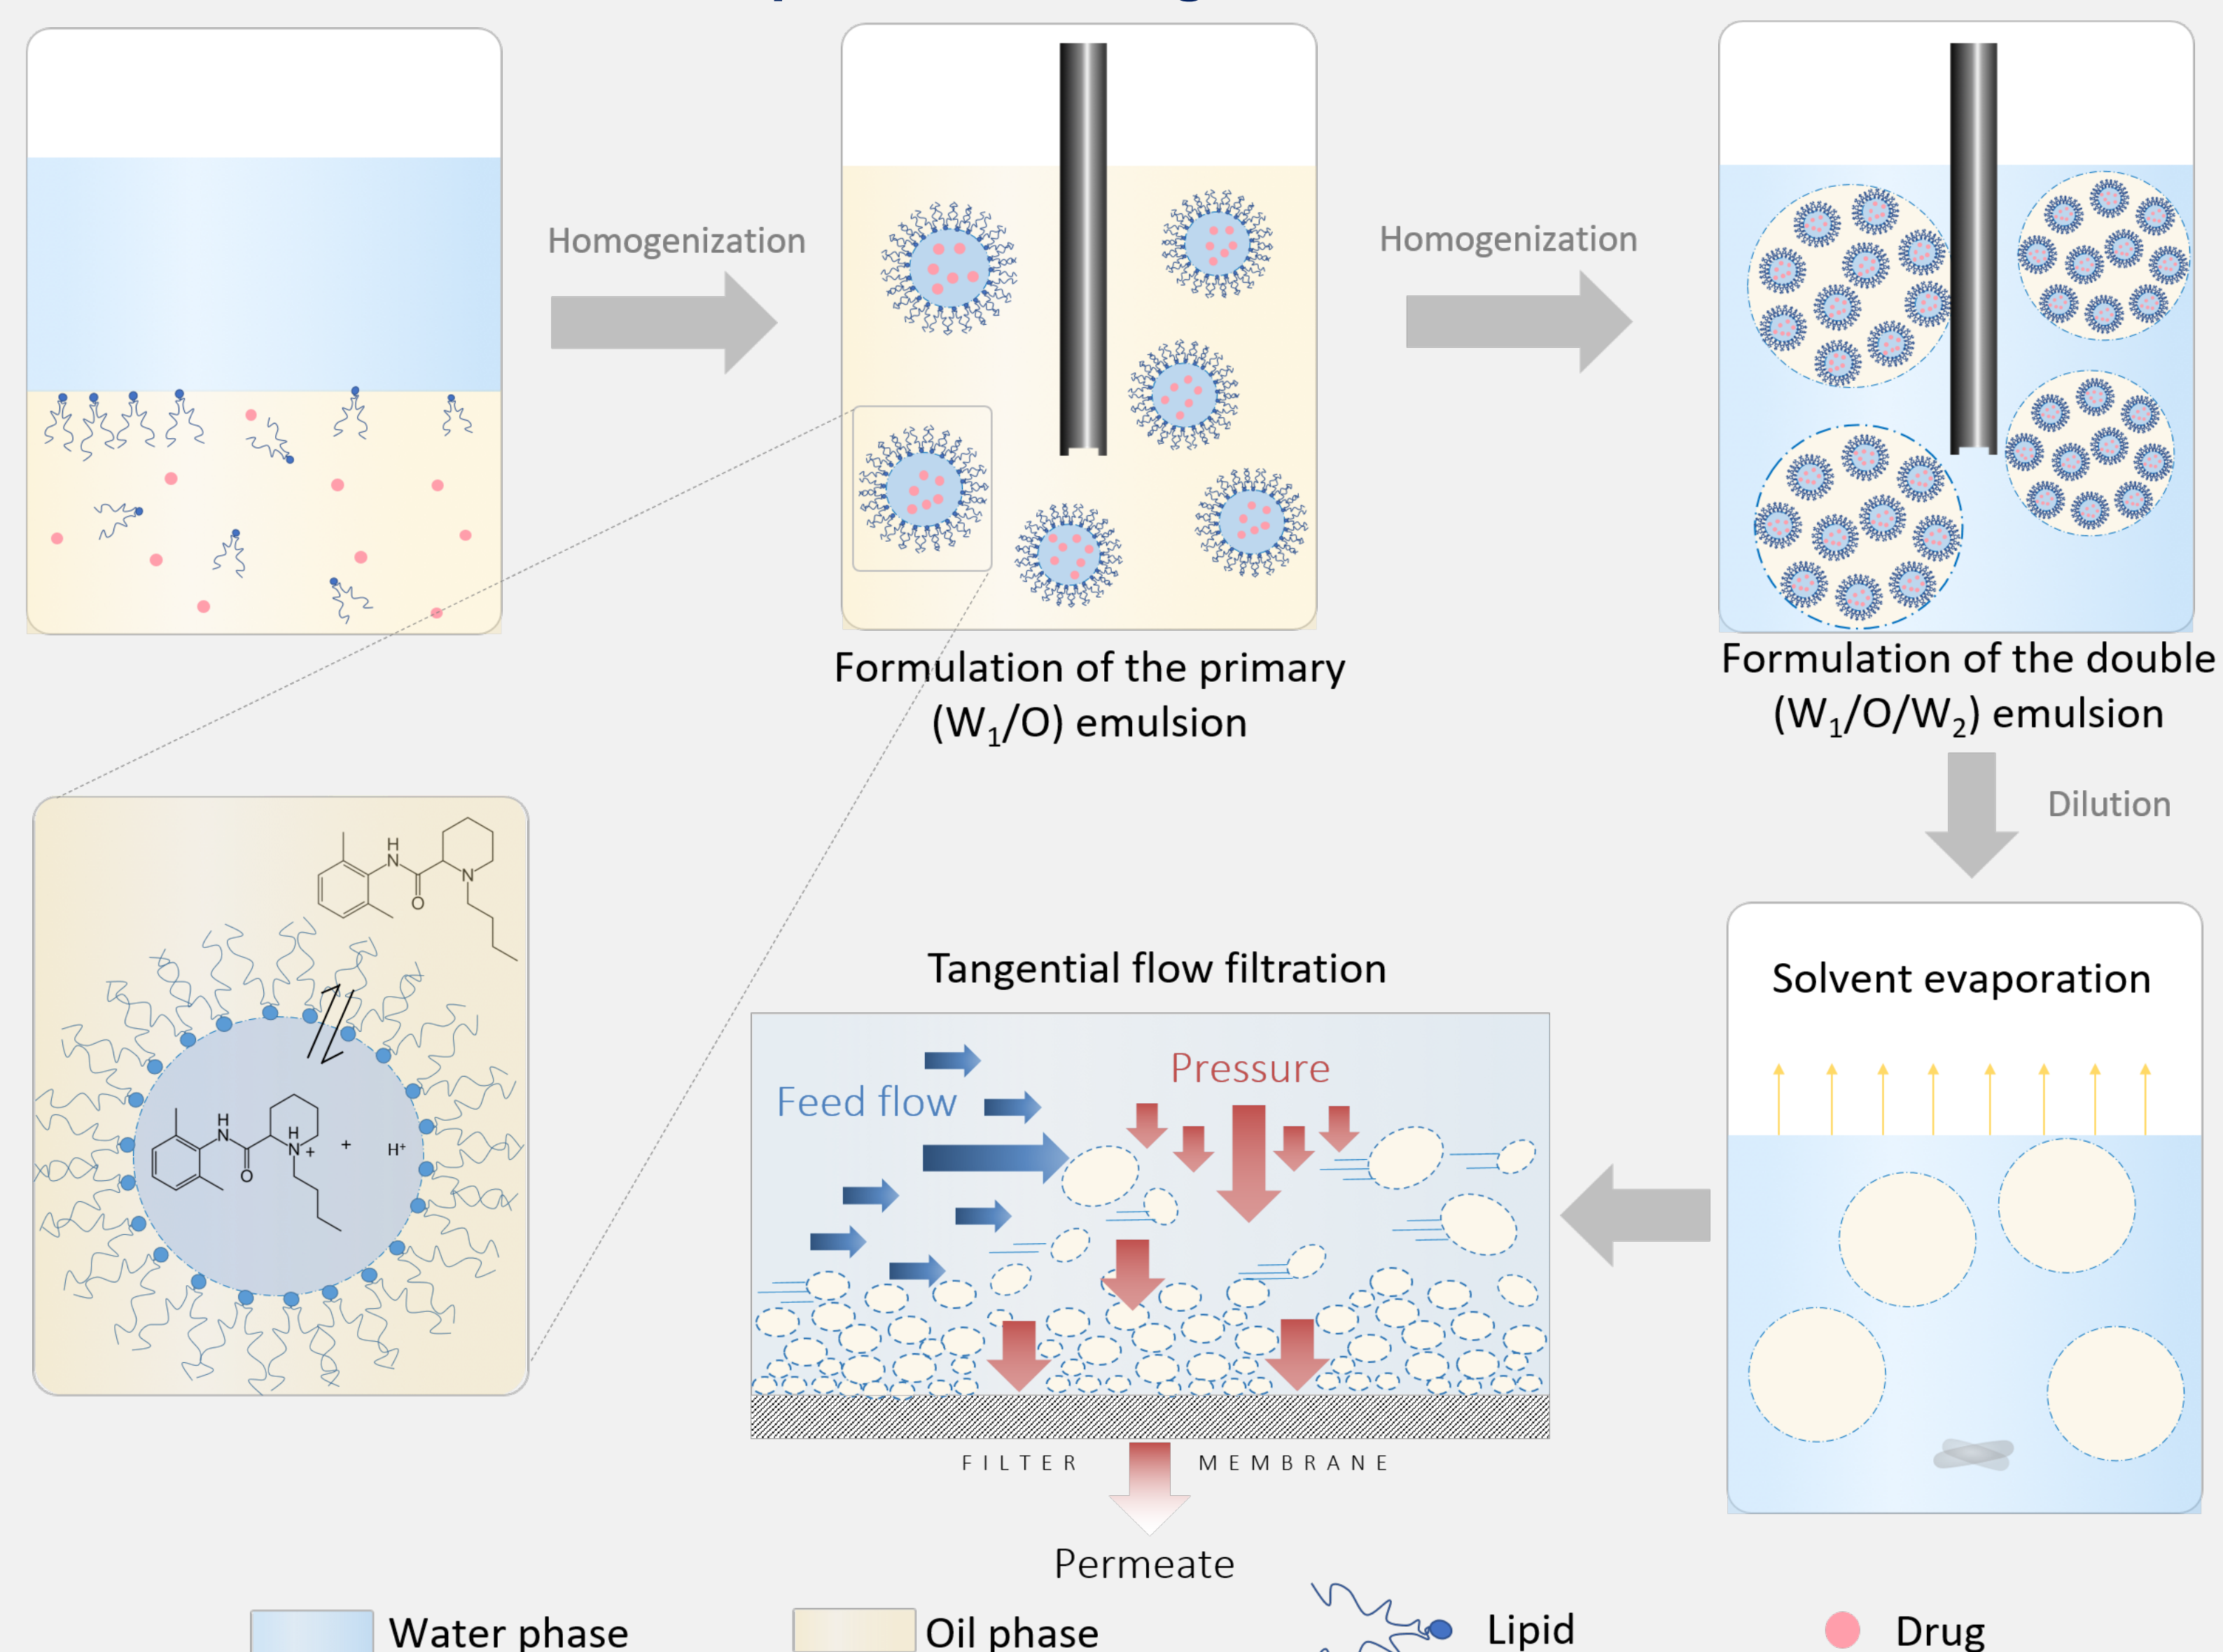 Homogenization
Homogenization
Formulation of the primary
(W₁/O) emulsion
Formulation of the double
(W₁/O/W₂) emulsion
Dilution
H
N
N
O
H
N
H
N
+
O
+
H⁺
Tangential flow filtration
Feed flow
Pressure
FILTER MEMBRANE
Permeate
Solvent evaporation
Water phase
Oil phase
Lipid
Drug